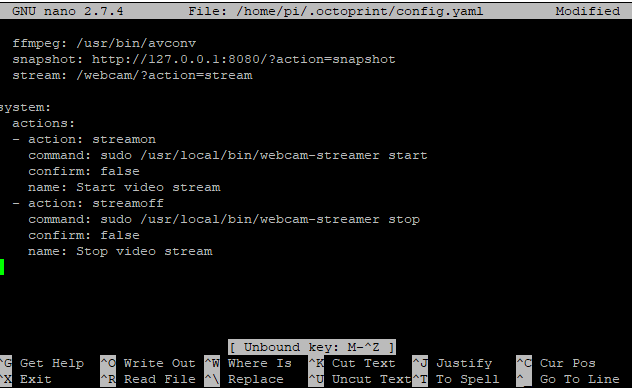 GNU nano 2.7.4 File: /home/pi/.octoprint/config.yaml Modified
ffmpeg: /usr/bin/avconv
snapshot: http://127.0.0.1:8080/?action=snapshot
stream: /webcam/?action=stream
system:
actions:
- action: streamon
command: sudo /usr/local/bin/webcam-streamer start
confirm: false
name: Start video stream
- action: streamoff
command: sudo /usr/local/bin/webcam-streamer stop
confirm: false
name: Stop video stream
[ Unbound key: M-^Z ]
^G Get Help ^O Write Out ^W Where Is ^K Cut Text ^J Justify ^C Cur Pos
^X Exit ^R Read File ^\ Replace ^U Uncut Text ^T To Spell ^_ Go To Line